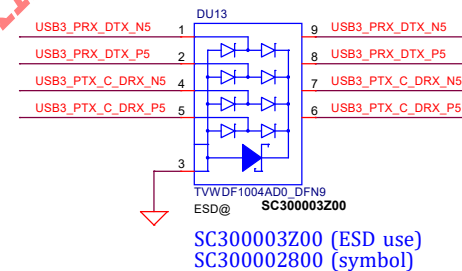 DU13
USB3_PRX_DTX_N5 1 9 USB3_PRX_DTX_N5
USB3_PRX_DTX_P5 2 8 USB3_PRX_DTX_P5
USB3_PTX_C_DRX_N5 4 7 USB3_PTX_C_DRX_N5
USB3_PTX_C_DRX_P5 5 6 USB3_PTX_C_DRX_P5
3
TVWDF1004AD0_DFN9
ESD@ SC300003Z00
SC300003Z00 (ESD use)
SC300002800 (symbol)